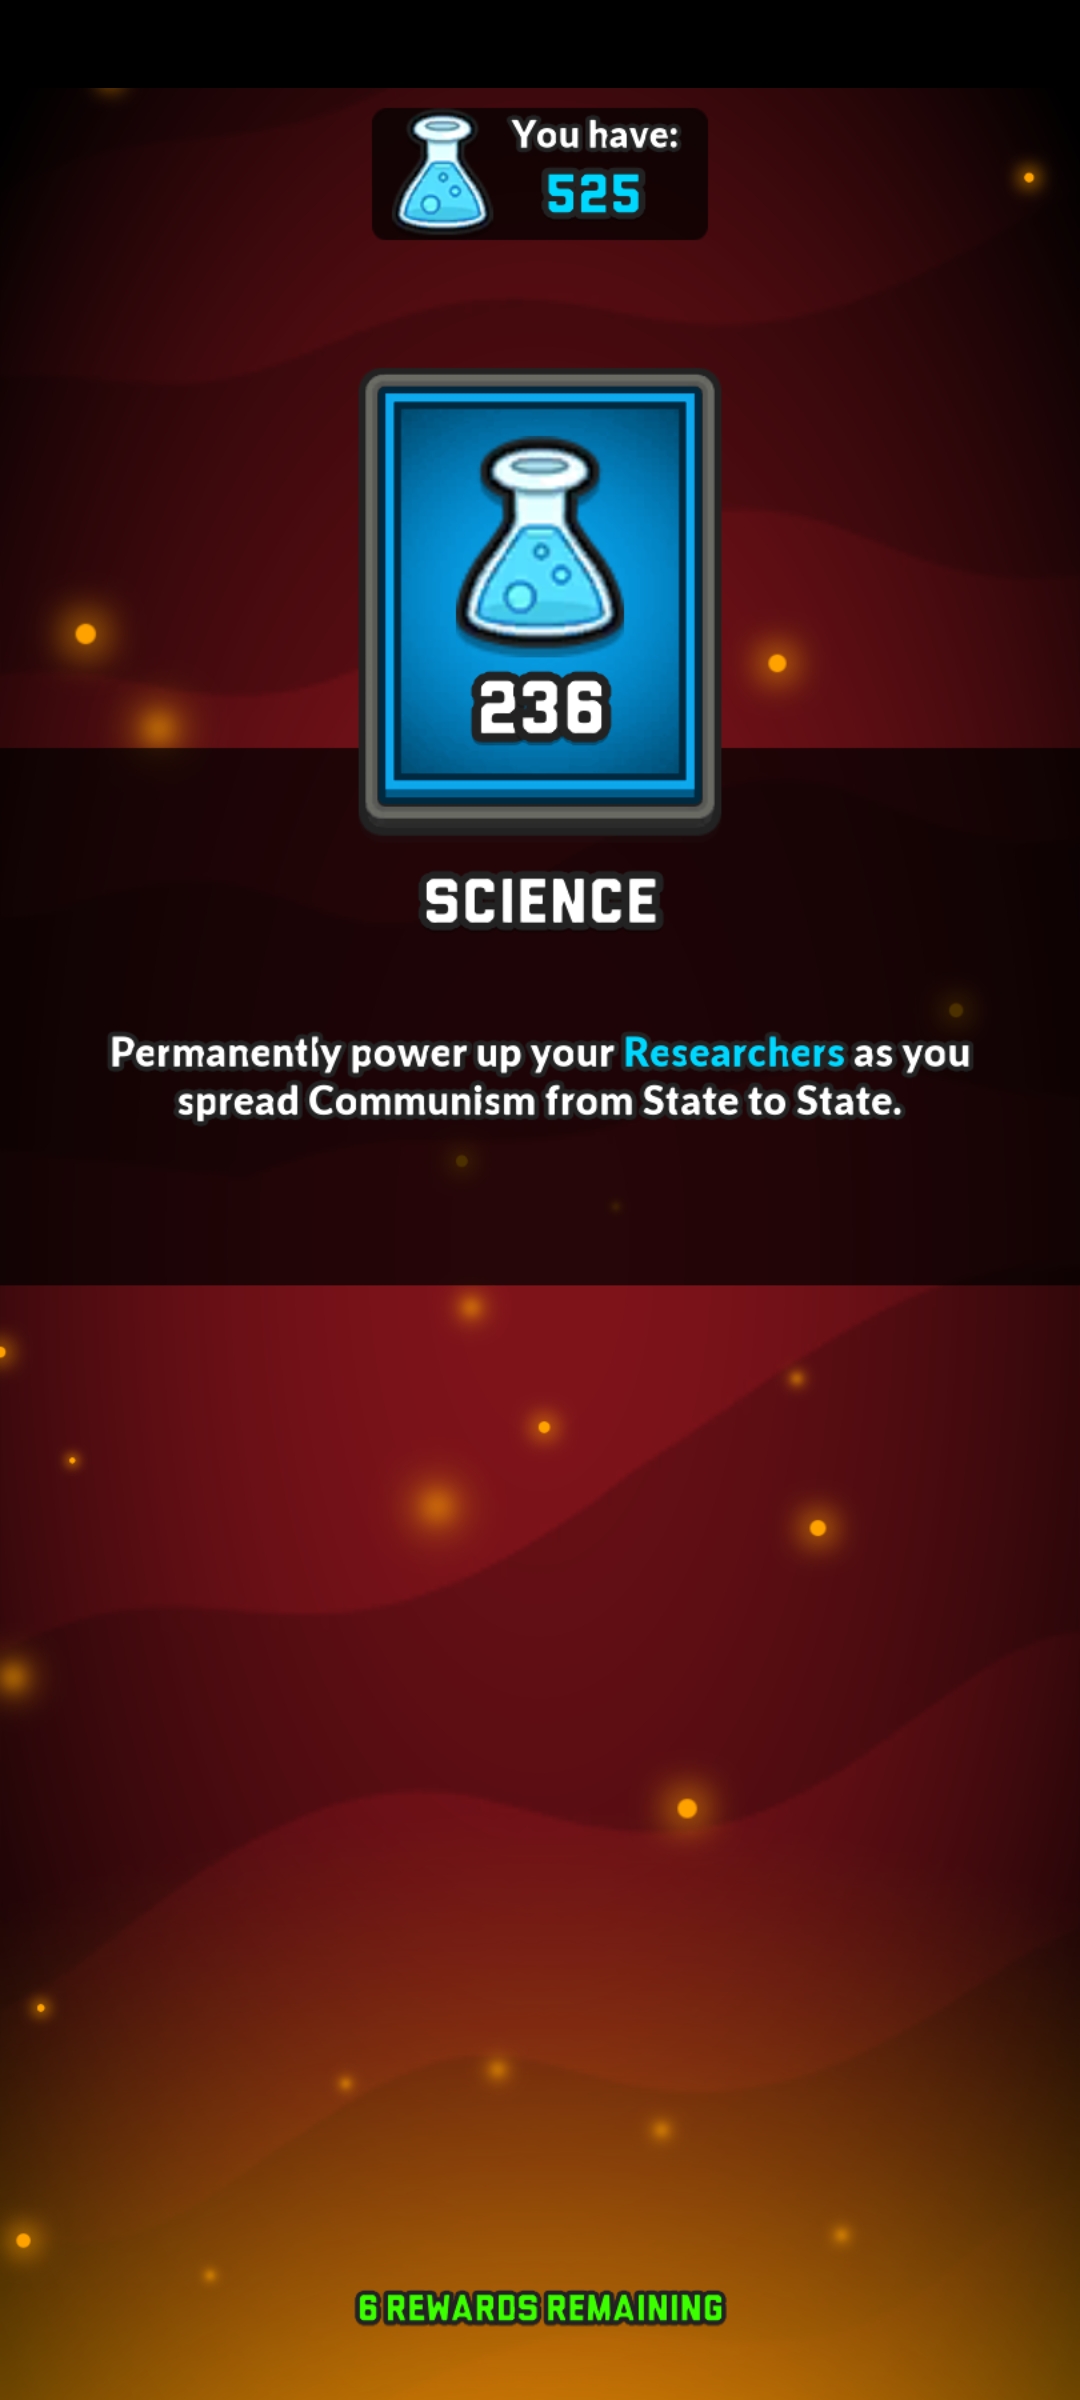 You have:
525
236
SCIENCE
Permanently power up your Researchers as you
spread Communism from State to State.
6 REWARDS REMAINING